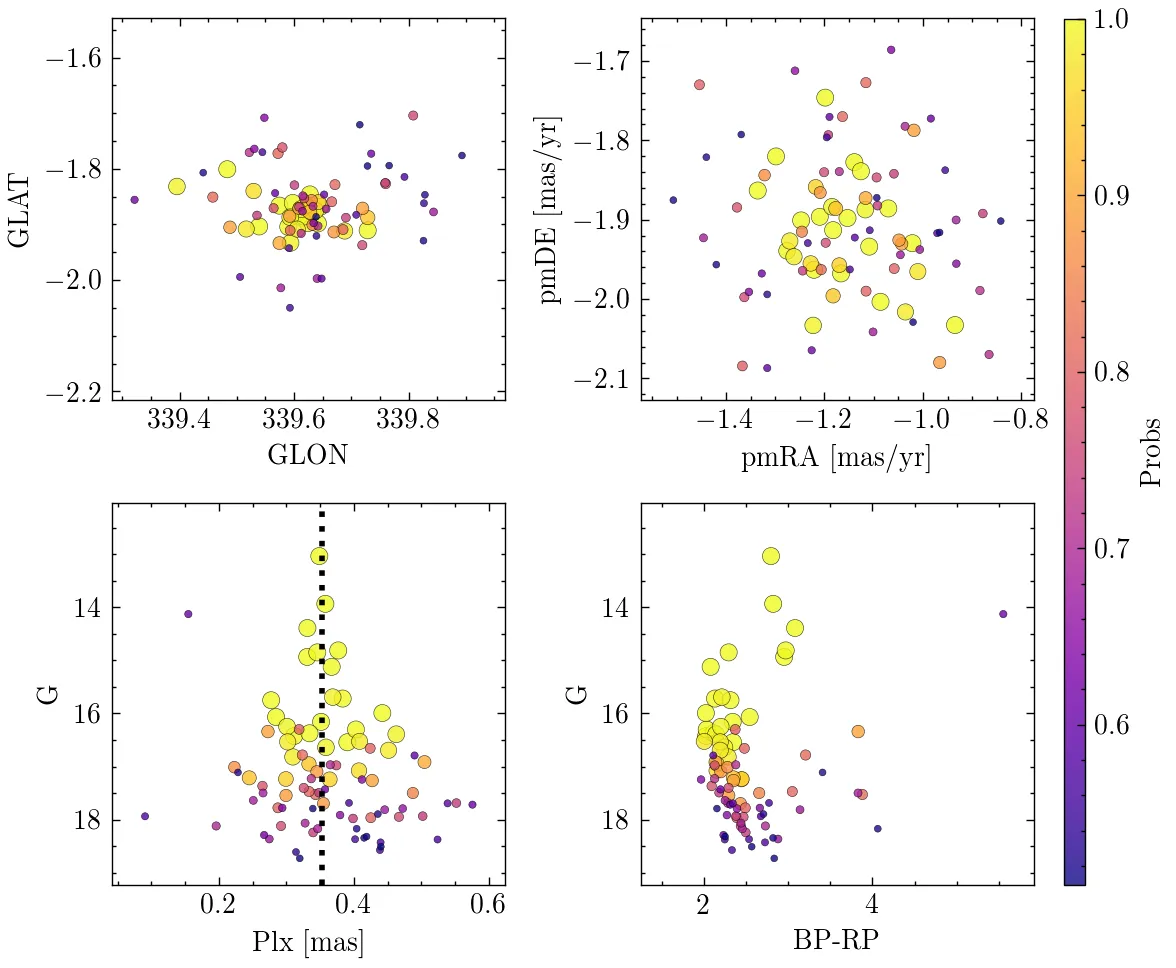 −1.6
−1.8
−2.0
−2.2
GLAT
339.4 339.6 339.8
GLON
−1.7
−1.8
−1.9
−2.0
−2.1
pmDE [mas/yr]
−1.4 −1.2 −1.0 −0.8
pmRA [mas/yr]
14
16
18
G
0.2 0.4 0.6
Plx [mas]
14
16
18
G
2 4
BP-RP
1.0
0.9
0.8
0.7
0.6
Probs